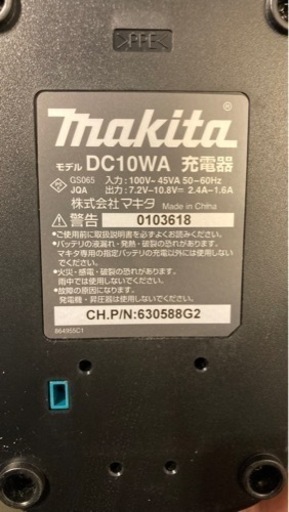 >PFE<
makita®
モデル DC10WA 充電器
GS065 入力：100V- 45VA 50–60Hz
JQA 出力：7.2V⎓10.8V⎓ 2.4A-1.6A
株式会社マキタ Made in China
警告 0103618
●ご使用前に取扱説明書を必ずよくお読みください。
●バッテリの液漏れ・発熱・破裂の恐れがあります。
マキタ専用の指定バッテリの充電以外には使用しない
でください。
●火災・感電・破裂の恐れがあります。
雨中では使用しないでください。
●故障の原因になります。
発電機・昇圧器は使用しないでください。
CH.P/N:630588G2
864955C1